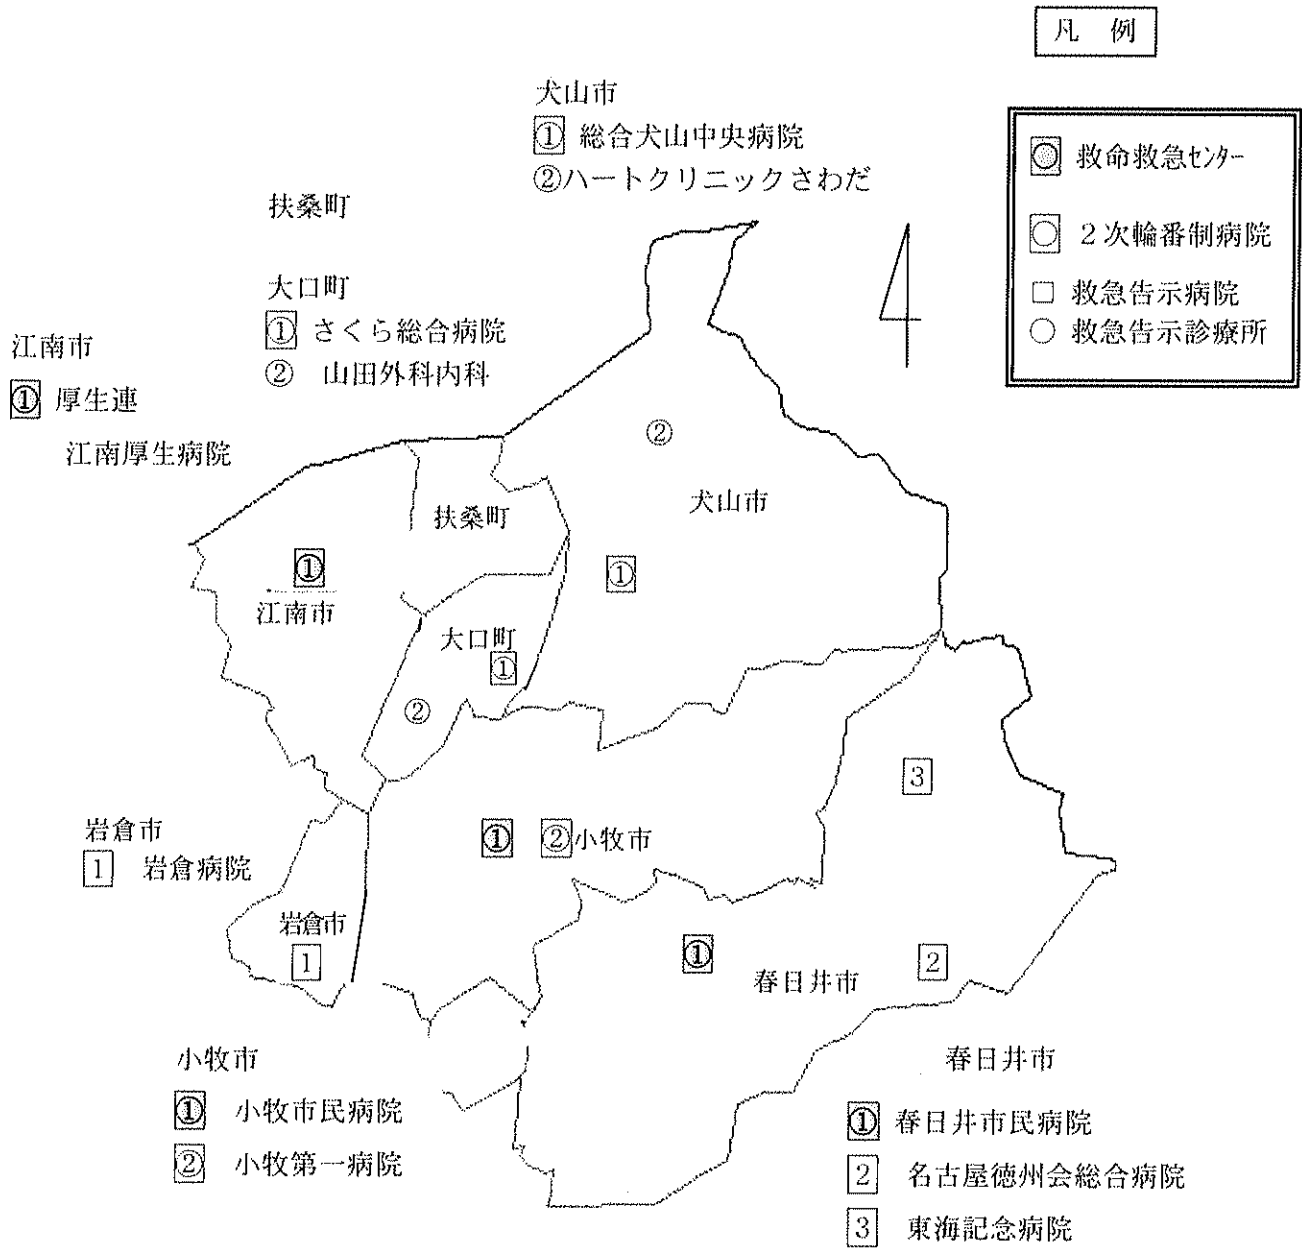 凡 例
救命救急センター
２次輪番制病院
□ 救急告示病院
○ 救急告示診療所
犬山市
① 総合犬山中央病院
②ハートクリニックさわだ
扶桑町
大口町
① さくら総合病院
② 山田外科内科
江南市
① 厚生連
江南厚生病院
②
犬山市
扶桑町
①
①
江南市
大口町
①
②
3
岩倉市
1 岩倉病院
① ②小牧市
岩倉市
1
①
2
春日井市
小牧市
① 小牧市民病院
② 小牧第一病院
春日井市
① 春日井市民病院
2 名古屋徳州会総合病院
3 東海記念病院